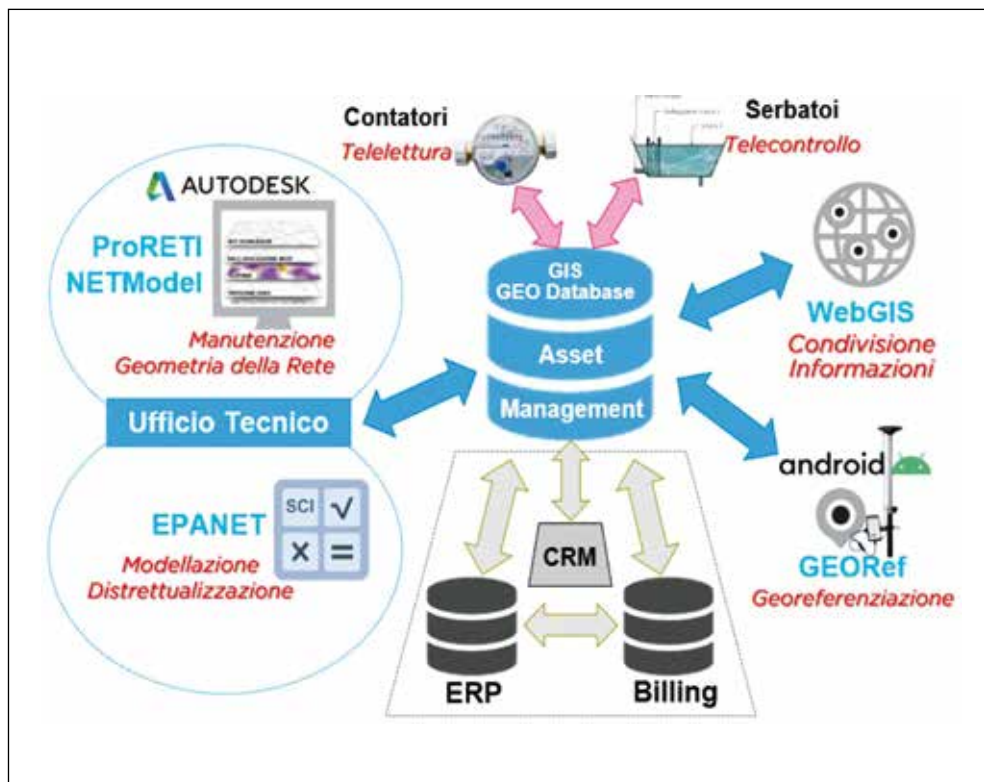 Contatori
Telelettura
Serbatoi
Telecontrollo
AUTODESK
ProRETI
NETModel
Manutenzione
Geometria della Rete
Ufficio Tecnico
EPANET
SCI √
× =
Modellazione
Distrettualizzazione
GIS
GEO Database
Asset
Management
CRM
ERP
Billing
WebGIS
Condivisione
Informazioni
android
GEORef
Georeferenziazione